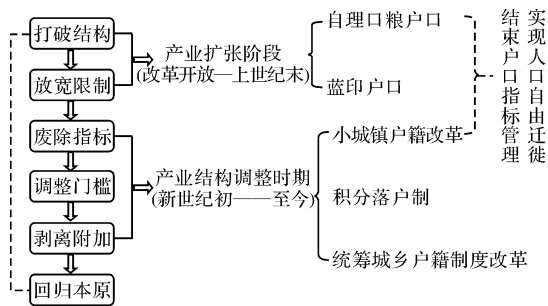 打破结构
放宽限制
废除指标
调整门槛
剥离附加
回归本原
产业扩张阶段
(改革开放—上世纪末)
产业结构调整时期
(新世纪初——至今)
自理口粮户口
蓝印户口
小城镇户籍改革
积分落户制
统筹城乡户籍制度改革
结束户口指标管理
实现人口自由迁徙